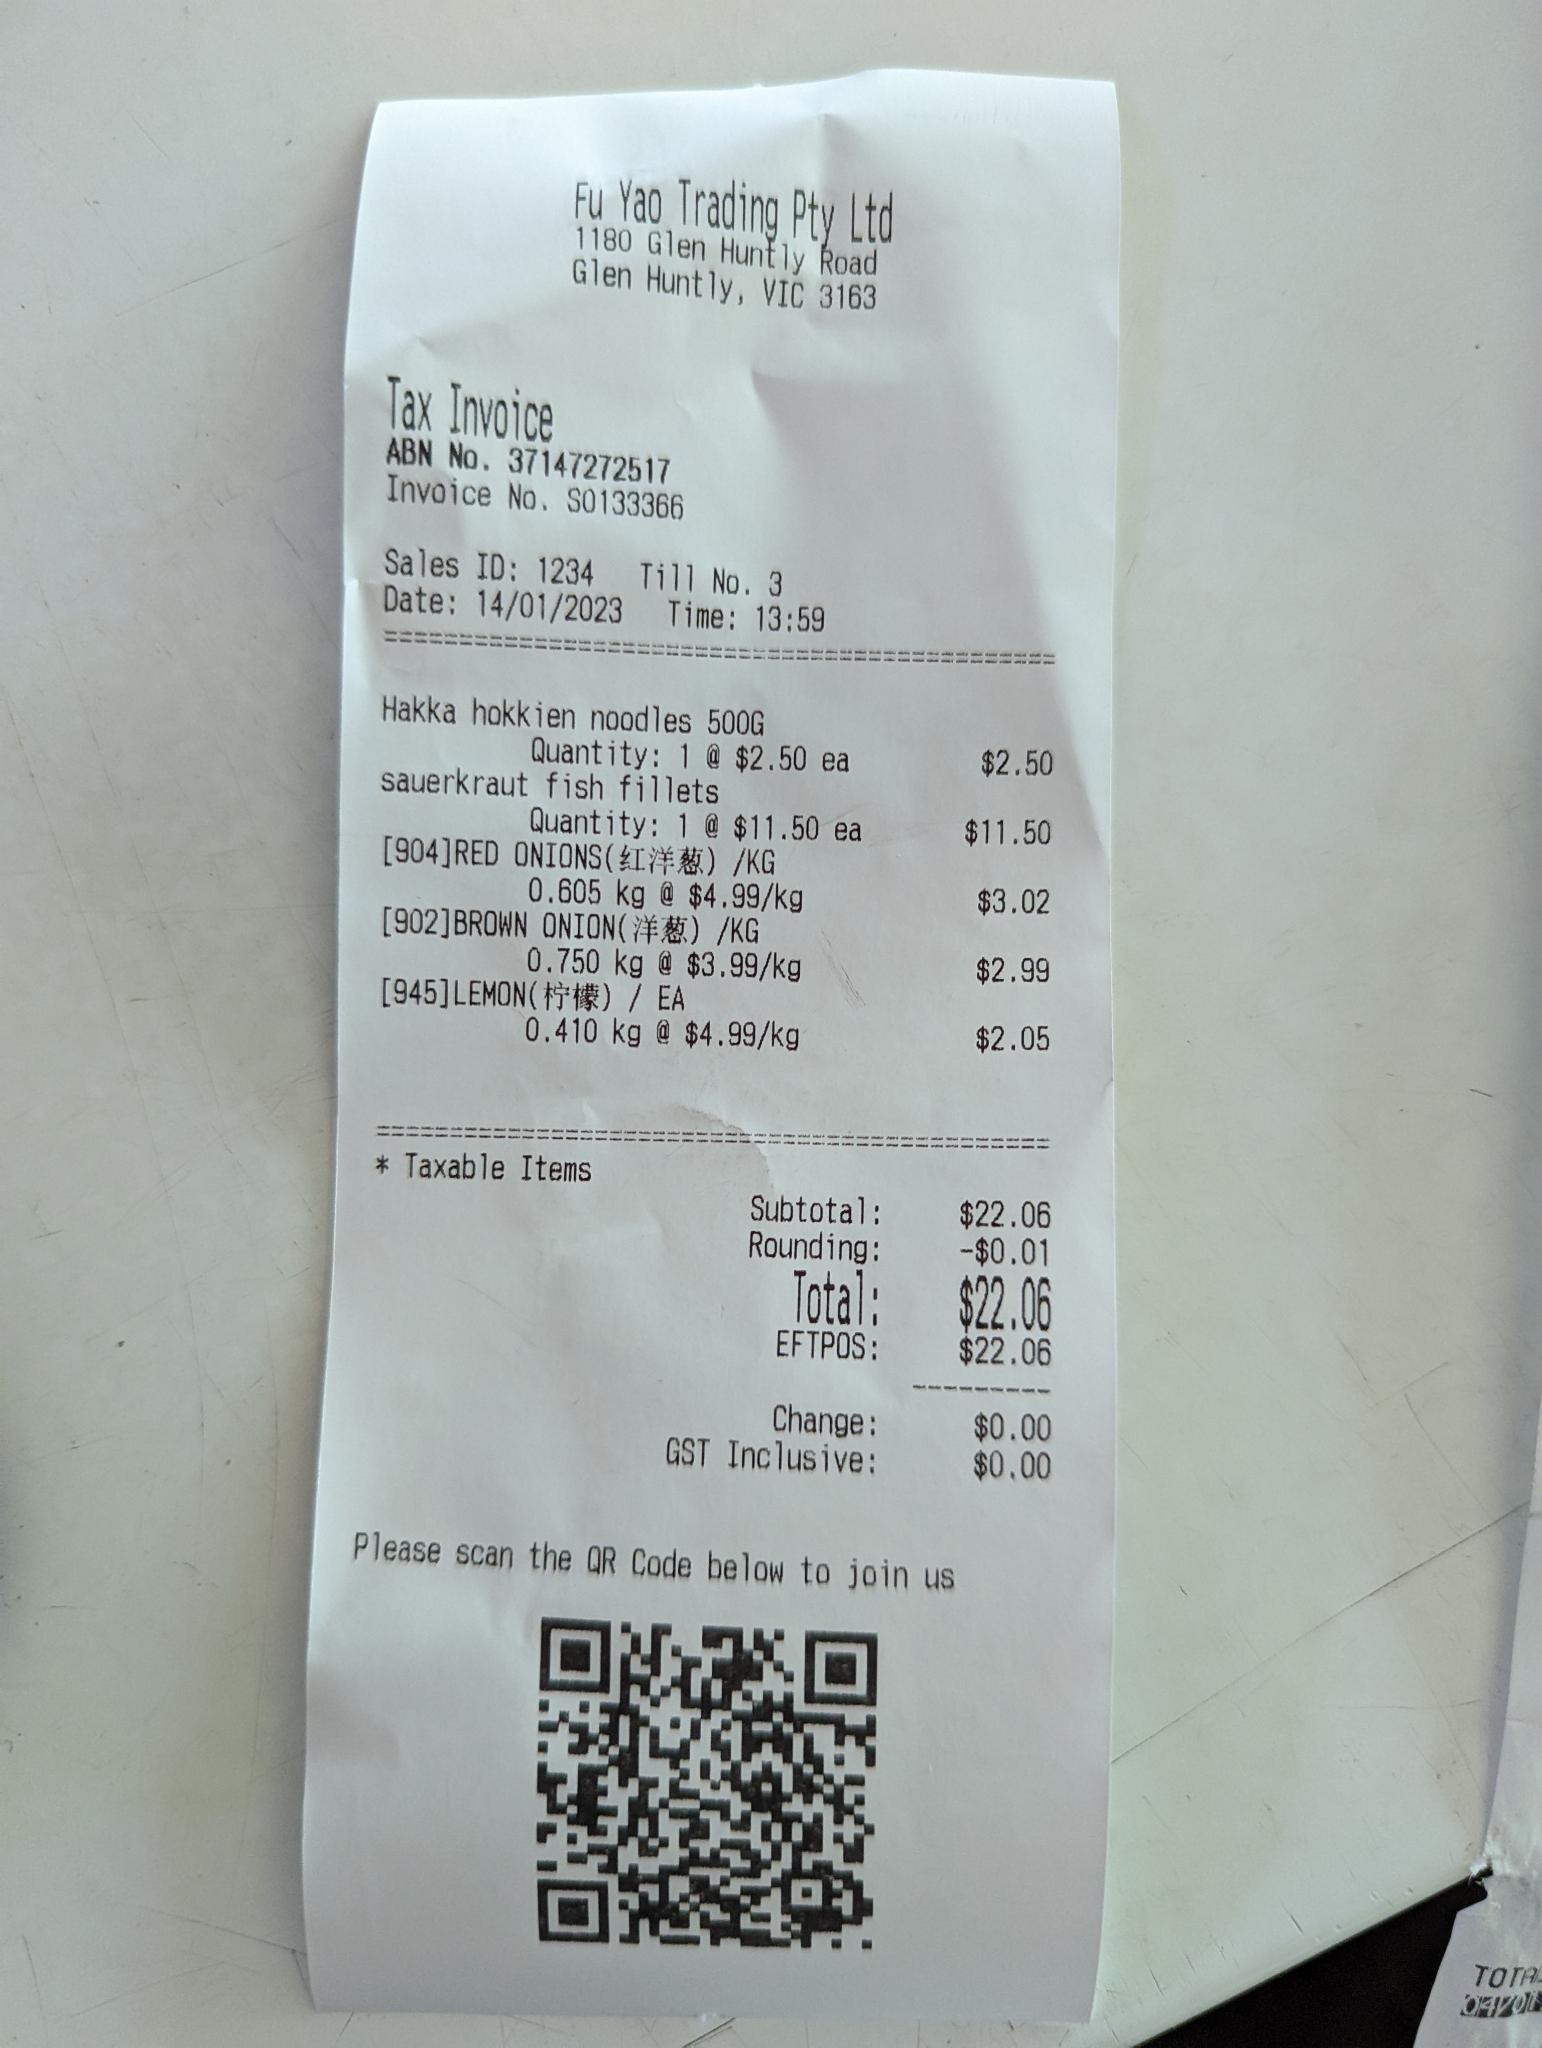 Fu Yao Trading Pty Ltd
1180 Glen Huntly Road
Glen Huntly, VIC 3163
Tax Invoice
ABN No. 37147272517
Invoice No. S0133366
Sales ID: 1234 Till No. 3
Date: 14/01/2023 Time: 13:59
Hakka hokkien noodles 500G
Quantity: 1 @ $2.50 ea $2.50
sauerkraut fish fillets
Quantity: 1 @ $11.50 ea $11.50
[904]RED ONIONS(红洋葱) /KG
0.605 kg @ $4.99/kg $3.02
[902]BROWN ONION(洋葱) /KG
0.750 kg @ $3.99/kg $2.99
[945]LEMON(柠檬) / EA
0.410 kg @ $4.99/kg $2.05
* Taxable Items
Subtotal: $22.06
Rounding: -$0.01
Total: $22.06
EFTPOS: $22.06
Change: $0.00
GST Inclusive: $0.00
Please scan the QR Code below to join us